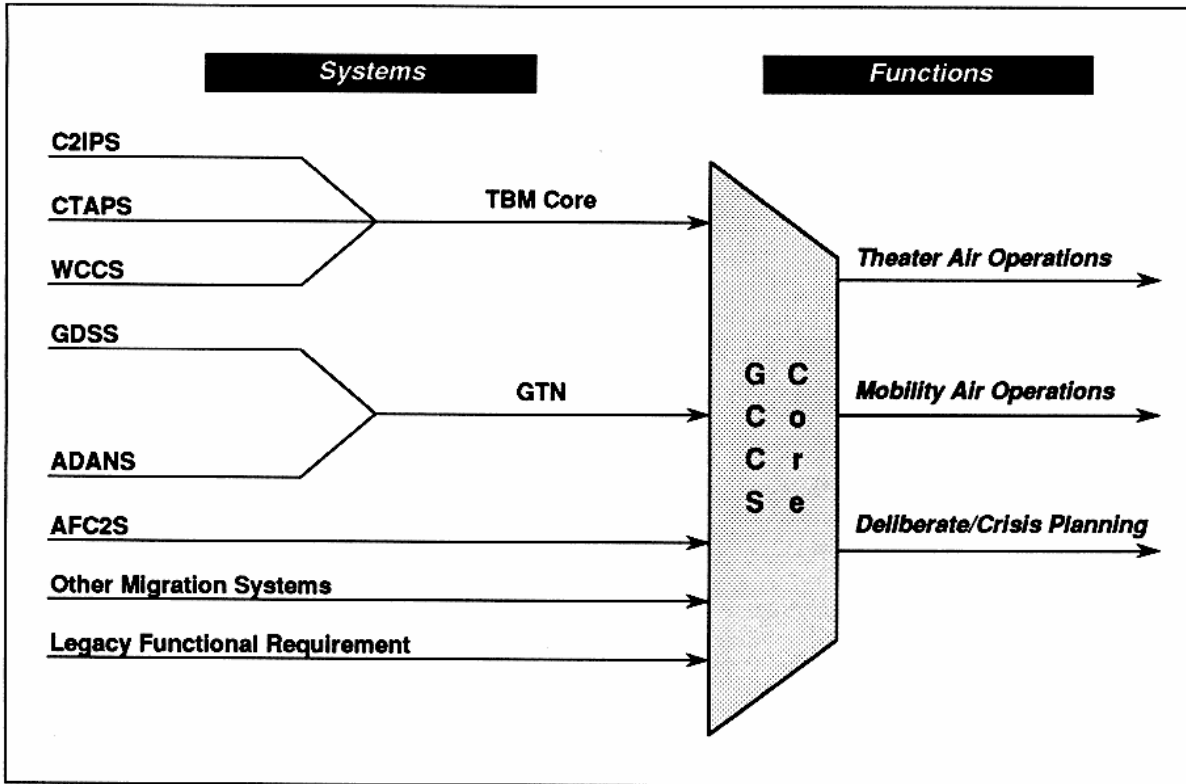 Systems
Functions
C2IPS
CTAPS
TBM Core
WCCS
Theater Air Operations
GDSS
GTN
Mobility Air Operations
ADANS
G C
C o
C r
S e
AFC2S
Deliberate/Crisis Planning
Other Migration Systems
Legacy Functional Requirement